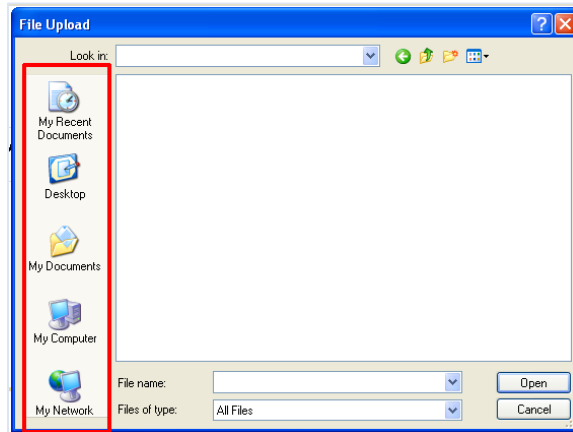 File Upload
Look in:
My Recent
Documents
Desktop
My Documents
My Computer
My Network
File name:
Open
Files of type:
All Files
Cancel